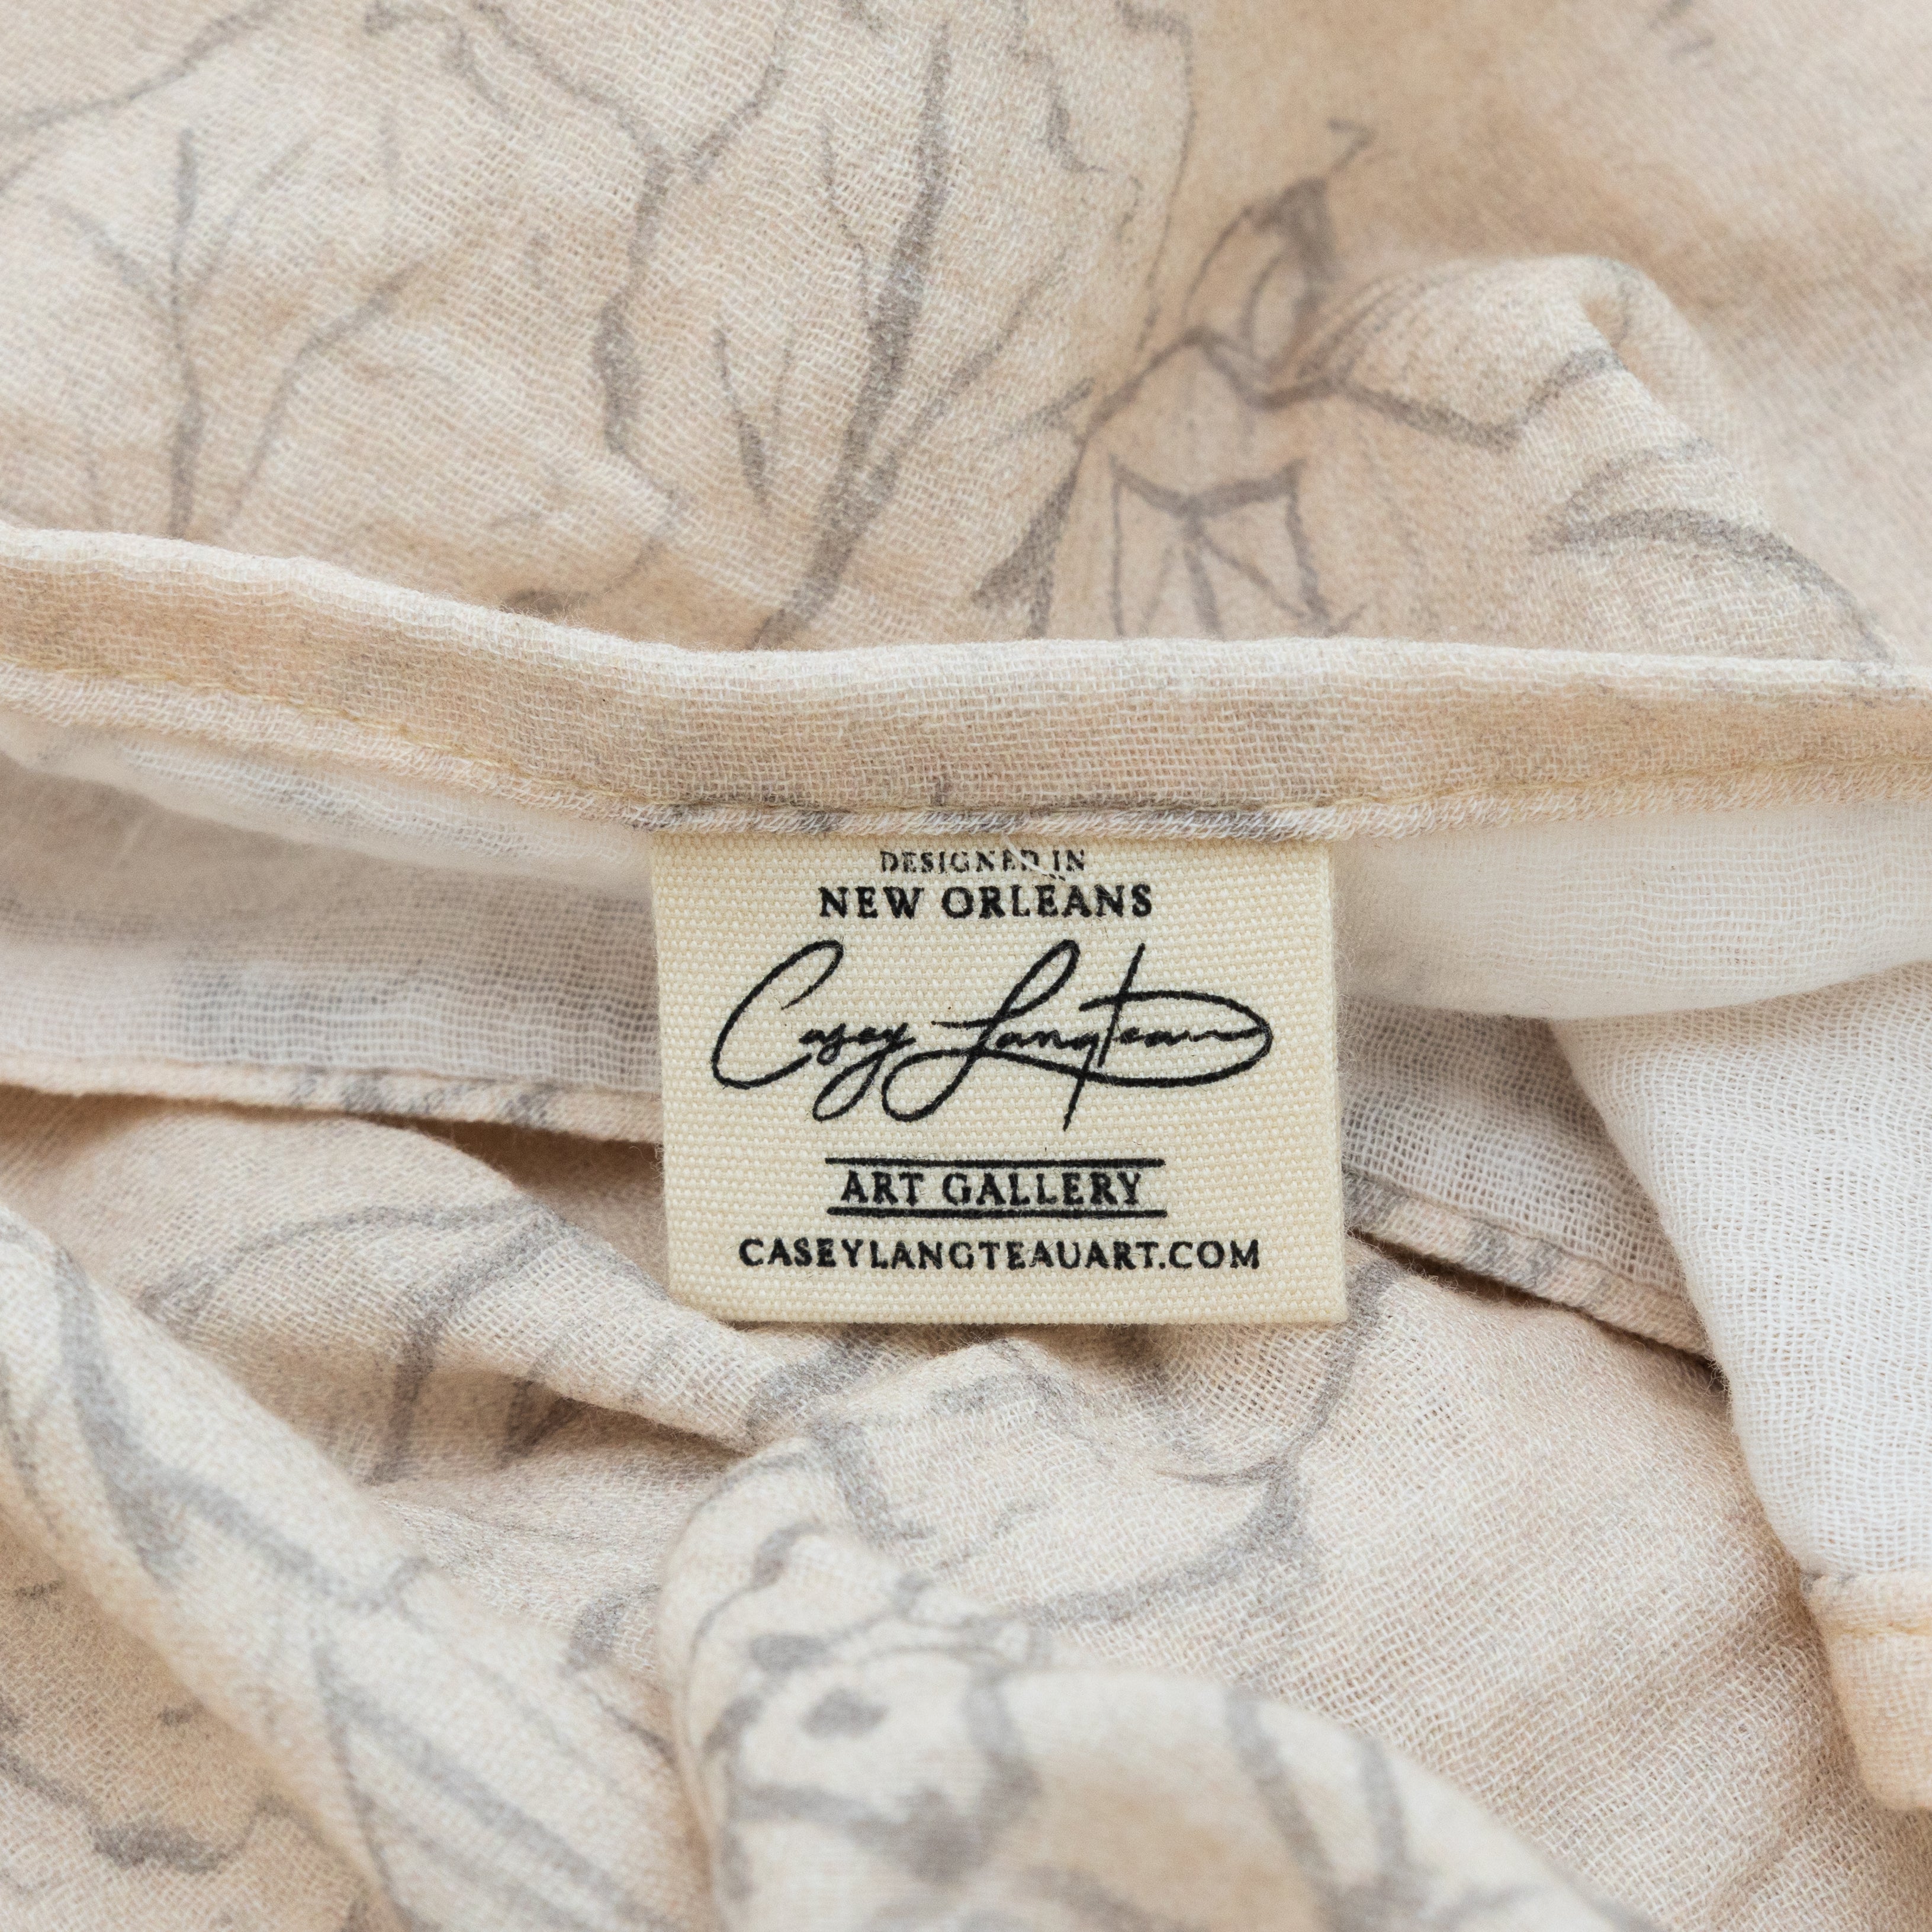 DESIGNED IN
NEW ORLEANS
Casey Langteau
ART GALLERY
CASEYLANGTEAUART.COM